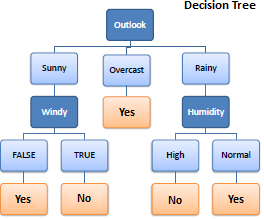 Decision Tree
Outlook
Sunny
Overcast
Rainy
Windy
Yes
Humidity
FALSE
TRUE
High
Normal
Yes
No
No
Yes